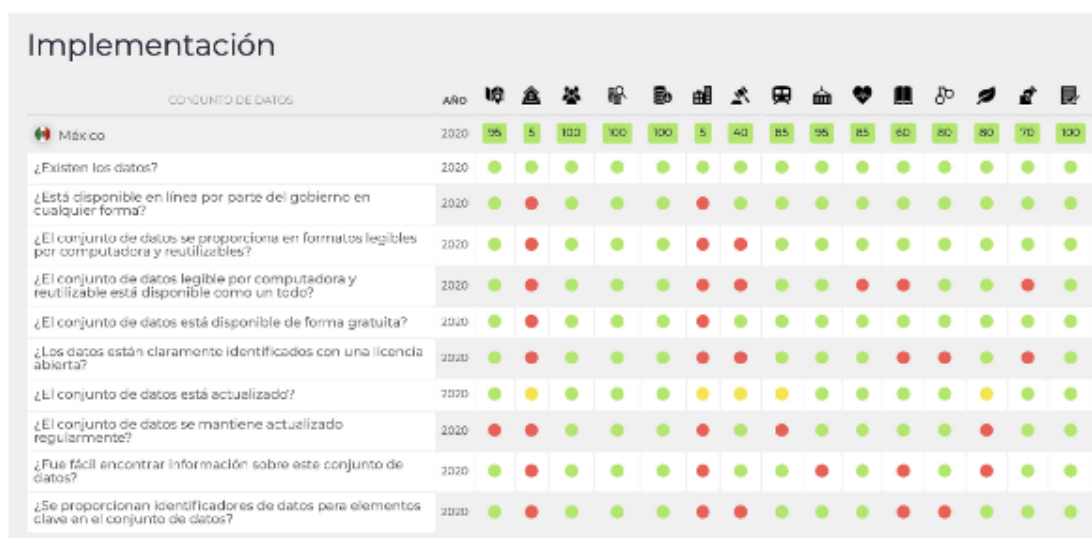 Implementación
CONJUNTO DE DATOS AÑO
México 2020 95 5 100 100 100 5 40 85 95 85 60 80 80 70 100
¿Existen los datos? 2020
¿Está disponible en línea por parte del gobierno en
cualquier forma? 2020
¿El conjunto de datos se proporciona en formatos legibles
por computadora y reutilizables? 2020
¿El conjunto de datos legible por computadora y
reutilizable está disponible como un todo? 2020
¿El conjunto de datos está disponible de forma gratuita? 2020
¿Los datos están claramente identificados con una licencia
abierta? 2020
¿El conjunto de datos está actualizado? 2020
¿El conjunto de datos se mantiene actualizado
regularmente? 2020
¿Fue fácil encontrar información sobre este conjunto de
datos? 2020
¿Se proporcionan identificadores de datos para elementos
clave en el conjunto de datos? 2020